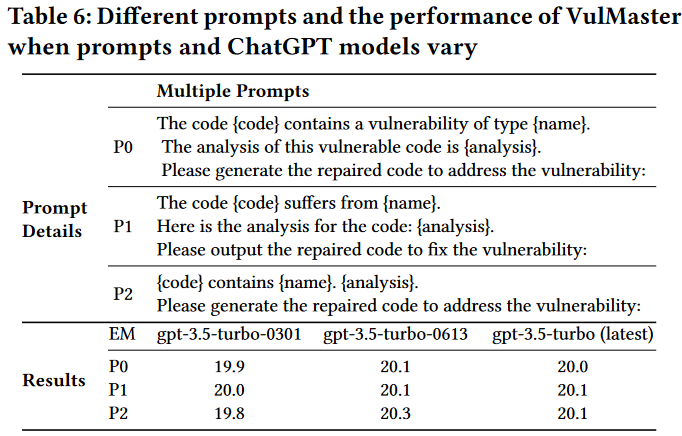 Table 6: Different prompts and the performance of VulMaster
when prompts and ChatGPT models vary
Multiple Prompts
Prompt
Details
P0
The code {code} contains a vulnerability of type {name}.
The analysis of this vulnerable code is {analysis}.
Please generate the repaired code to address the vulnerability:
P1
The code {code} suffers from {name}.
Here is the analysis for the code: {analysis}.
Please output the repaired code to fix the vulnerability:
P2
{code} contains {name}. {analysis}.
Please generate the repaired code to address the vulnerability:
Results
EM gpt-3.5-turbo-0301 gpt-3.5-turbo-0613 gpt-3.5-turbo (latest)
P0 19.9 20.1 20.0
P1 20.0 20.1 20.1
P2 19.8 20.3 20.1